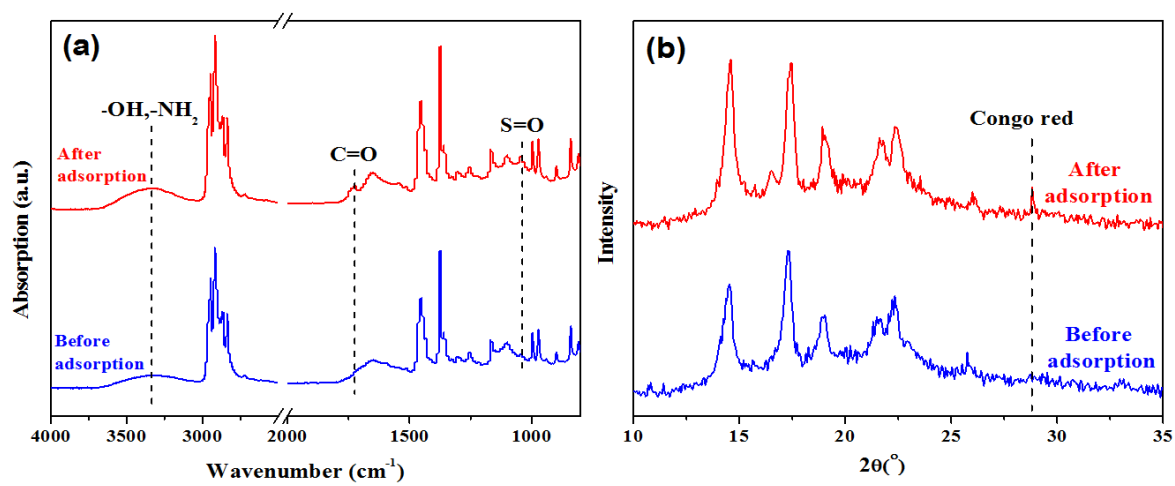 (a)
-OH,-NH2
C=O
S=O
After
adsorption
Before
adsorption
Absorption (a.u.)
4000 3500 3000 2500 2000 1500 1000
Wavenumber (cm-1)
(b)
Congo red
After
adsorption
Before
adsorption
Intensity
10 15 20 25 30 35
2θ(°)